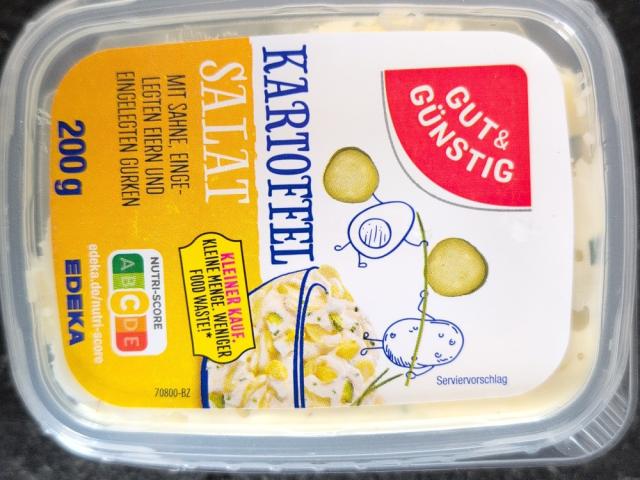 GUT&
GÜNSTIG
KARTOFFEL
SALAT
MIT SAHNE, EINGE-
LEGTEN EIERN UND
EINGELEGTEN GURKEN
200 g
KLEINER KAUF.
KLEINE MENGE. WENIGER
FOOD WASTE!*
NUTRI-SCORE
A B C D E
edeka.de/nutri-score
EDEKA
Serviervorschlag
70800-BZ